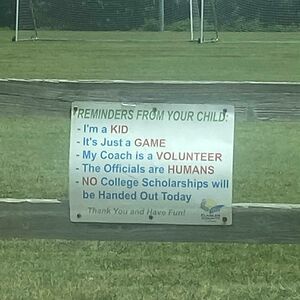 REMINDERS FROM YOUR CHILD:
- I'm a KID
- It's Just a GAME
- My Coach is a VOLUNTEER
- The Officials are HUMANS
- NO College Scholarships will
be Handed Out Today
Thank You and Have Fun!